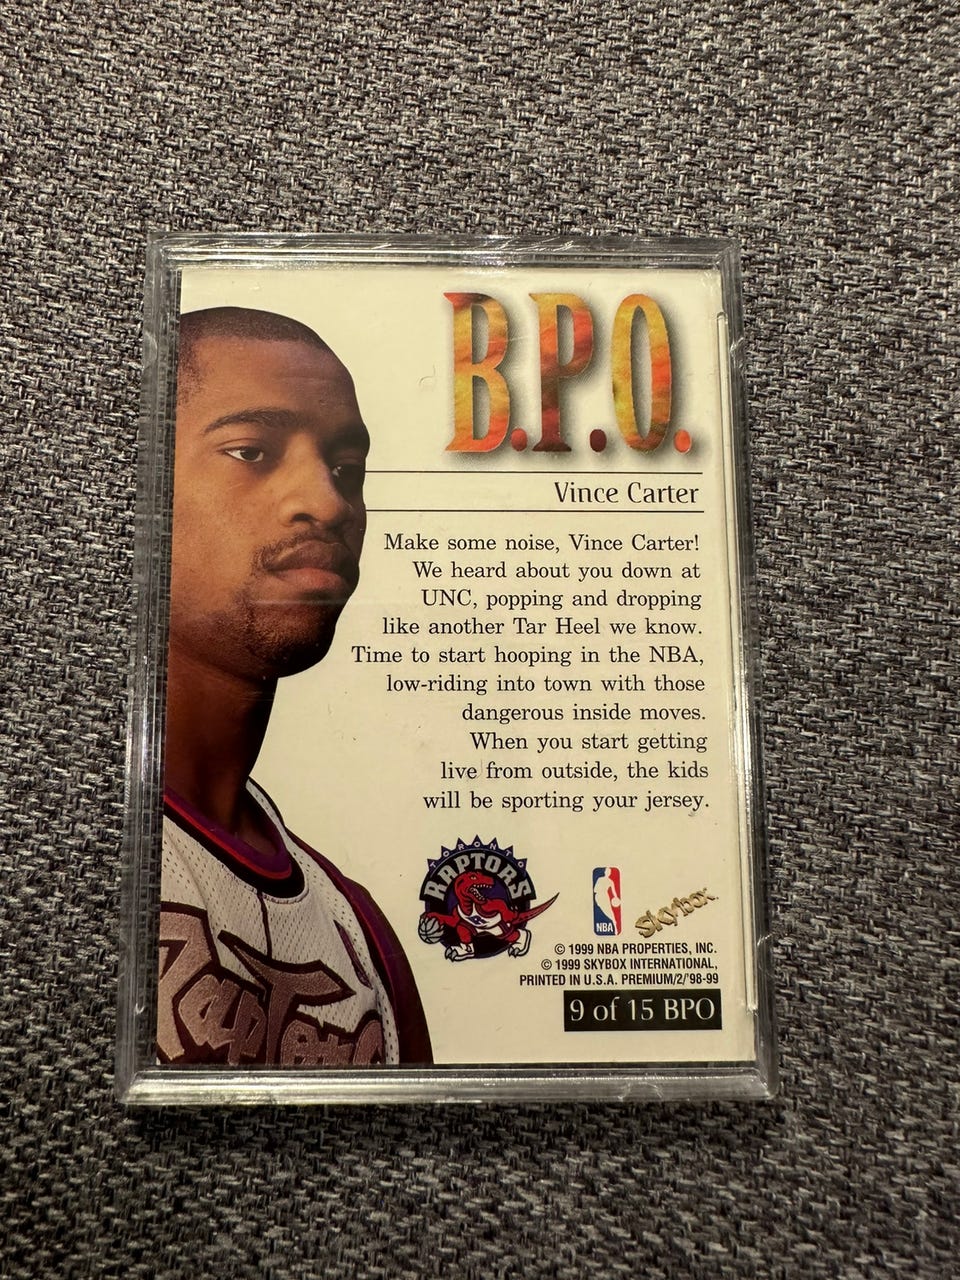 B.P.O.
Vince Carter
Make some noise, Vince Carter!
We heard about you down at
UNC, popping and dropping
like another Tar Heel we know.
Time to start hooping in the NBA,
low-riding into town with those
dangerous inside moves.
When you start getting
live from outside, the kids
will be sporting your jersey.
TORONTO
RAPTORS
NBA
Skybox
© 1999 NBA PROPERTIES, INC.
© 1999 SKYBOX INTERNATIONAL,
PRINTED IN U.S.A. PREMIUM/2/'98-99
9 of 15 BPO
Raptors